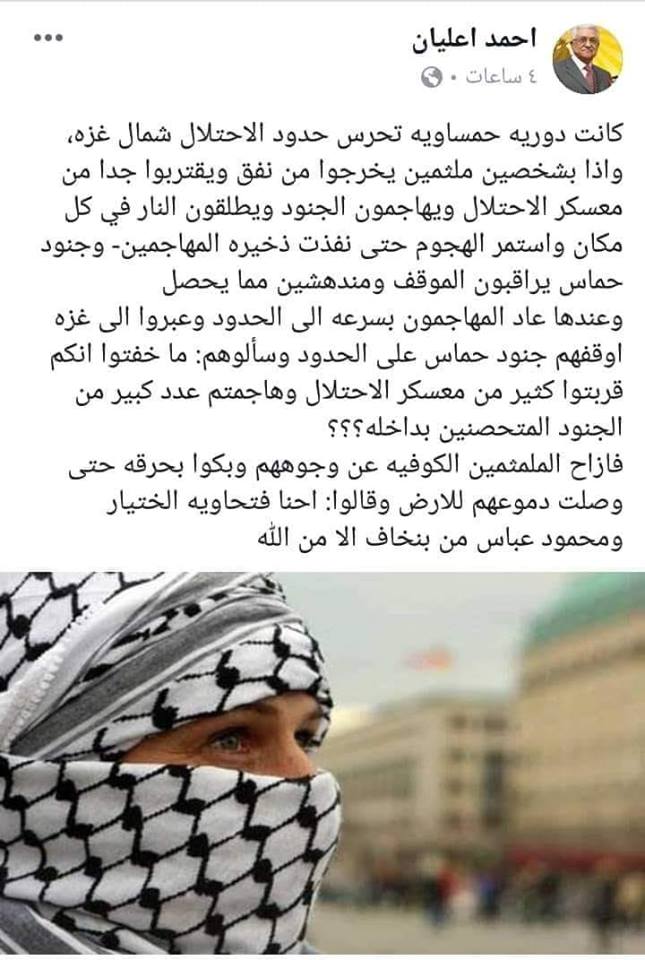 احمد اعليان
٤ ساعات ·
كانت دوريه حمساويه تحرس حدود الاحتلال شمال غزه،
واذا بشخصين ملثمين يخرجوا من نفق ويقتربوا جدا من
معسكر الاحتلال ويهاجمون الجنود ويطلقون النار في كل
مكان واستمر الهجوم حتى نفذت ذخيره المهاجمين- وجنود
حماس يراقبون الموقف ومندهشين مما يحصل
وعندها عاد المهاجمون بسرعه الى الحدود وعبروا الى غزه
اوقفهم جنود حماس على الحدود وسألوهم: ما خفتوا انكم
قربتوا كثير من معسكر الاحتلال وهاجمتم عدد كبير من
الجنود المتحصنين بداخله؟؟؟
فازاح الملمثمين الكوفيه عن وجوههم وبكوا بحرقه حتى
وصلت دموعهم للارض وقالوا: احنا فتحاويه الختيار
ومحمود عباس من بنخاف الا من الله